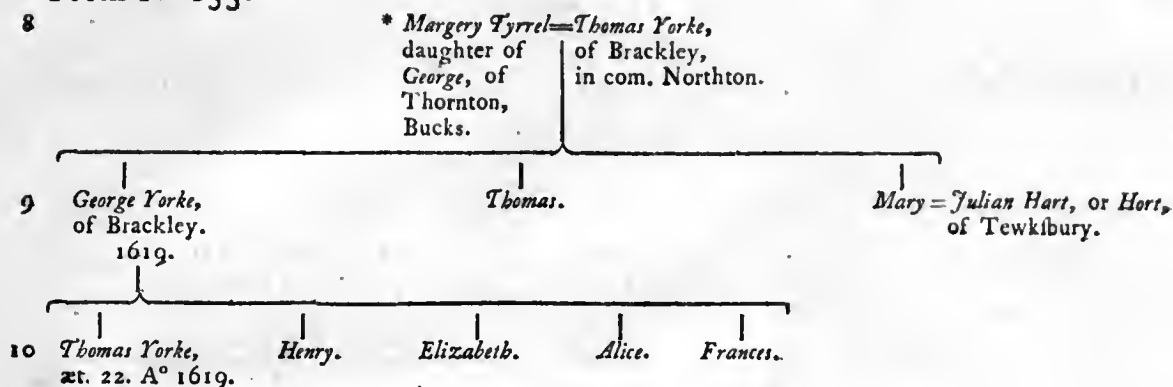 8 * Margery Tyrrel=Thomas Yorke,
daughter of of Brackley,
George, of in com. Northton.
Thornton,
Bucks.
9 George Yorke, Thomas. Mary = Julian Hart, or Hort,
of Brackley. of Tewkſbury.
1619.
10 Thomas Yorke, Henry. Elizabeth. Alice. Frances.
æt. 22. Aº 1619.